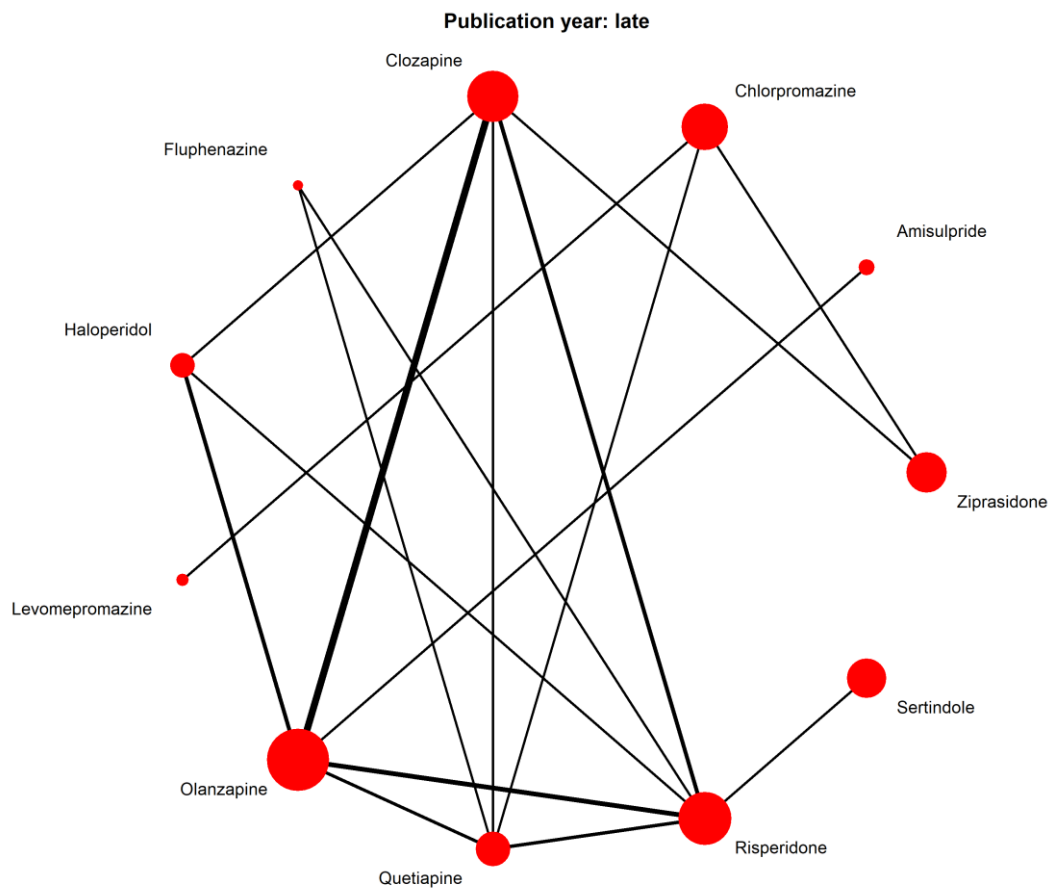 Publication year: late
Clozapine
Chlorpromazine
Fluphenazine
Amisulpride
Haloperidol
Ziprasidone
Levomepromazine
Sertindole
Olanzapine
Risperidone
Quetiapine